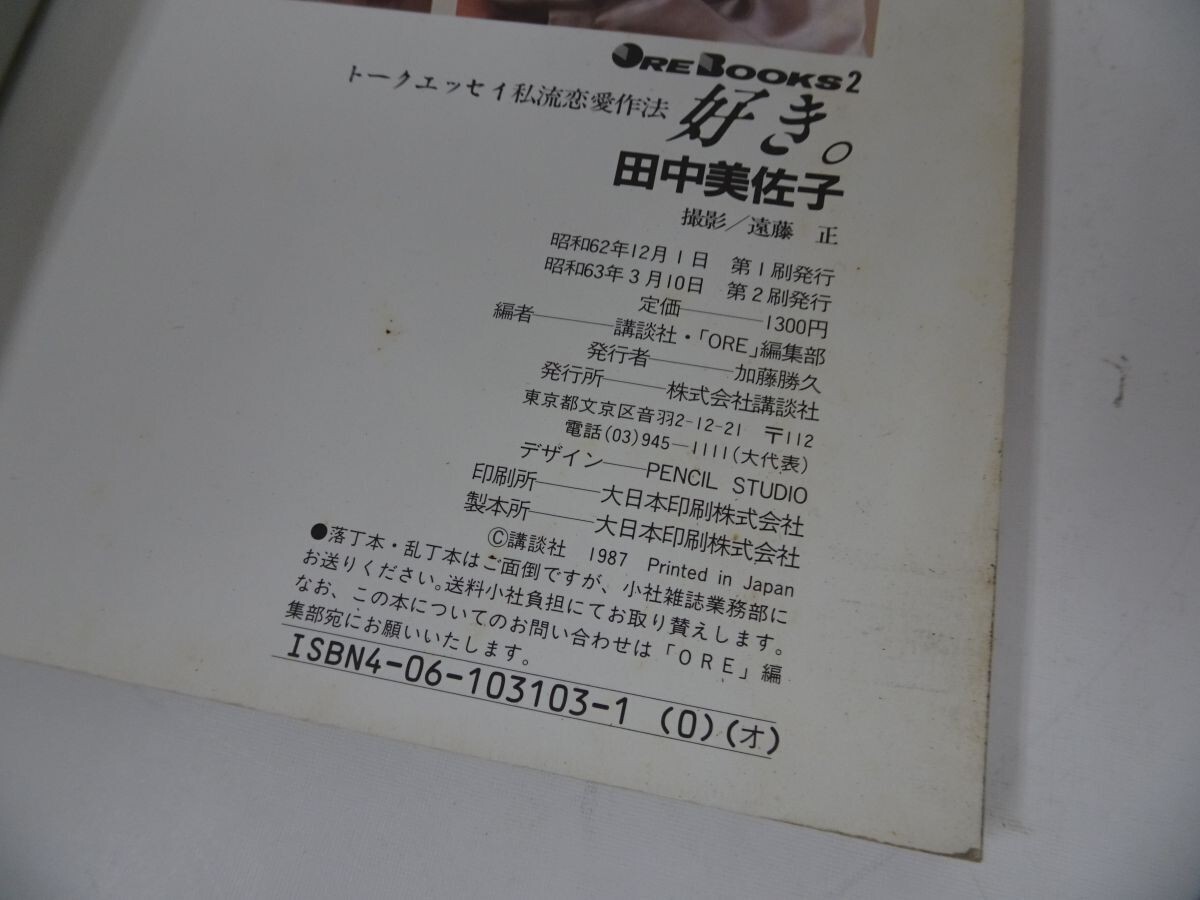 ORE BOOKS 2
トークエッセイ私流恋愛作法 好き。
田中美佐子
撮影／遠藤 正
昭和62年12月1日 第1刷発行
昭和63年3月10日 第2刷発行
定価———1300円
編者———講談社・「ORE」編集部
発行者———加藤勝久
発行所———株式会社講談社
東京都文京区音羽2-12-21 〒112
電話(03)945—1111(大代表)
デザイン——PENCIL STUDIO
印刷所———大日本印刷株式会社
製本所———大日本印刷株式会社
©講談社 1987 Printed in Japan
●落丁本・乱丁本はご面倒ですが、小社雑誌業務部に
お送りください。送料小社負担にてお取り替えします。
なお、この本についてのお問い合わせは「ORE」編
集部宛にお願いいたします。
ISBN4-06-103103-1 (0)(オ)